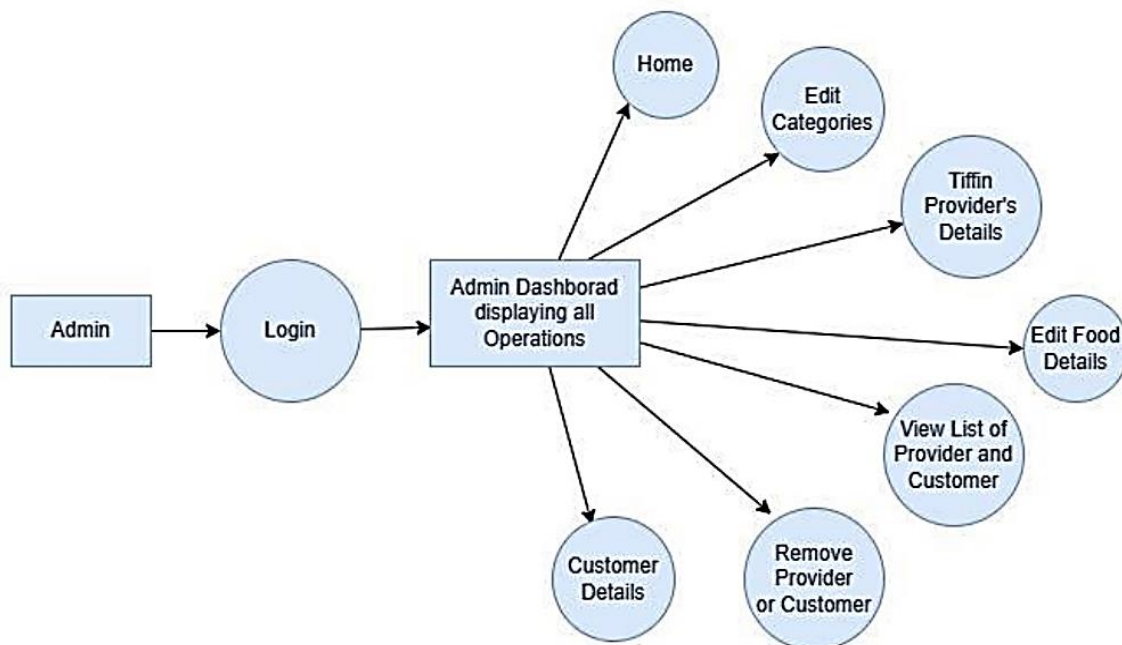 Home
Edit
Categories
Tiffin
Provider's
Details
Admin
Login
Admin Dashborad
displaying all
Operations
Edit Food
Details
View List of
Provider and
Customer
Customer
Details
Remove
Provider
or Customer